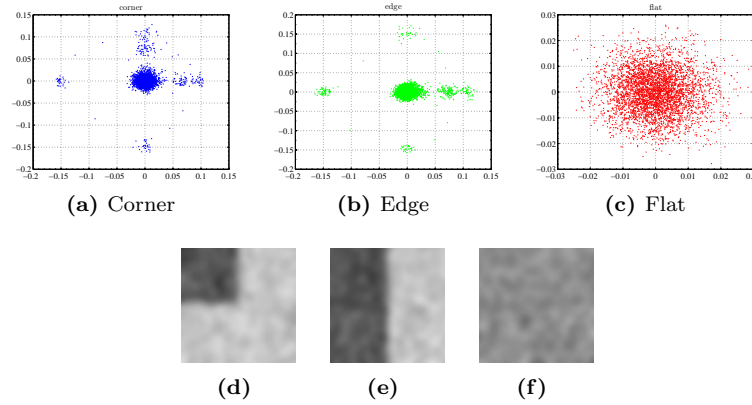 corner
0.15
0.1
0.05
0
−0.05
−0.1
−0.15
−0.2
−0.2 −0.15 −0.1 −0.05 0 0.05 0.1 0.15
(a) Corner
edge
0.2
0.15
0.1
0.05
0
−0.05
−0.1
−0.15
−0.2
−0.2 −0.15 −0.1 −0.05 0 0.05 0.1 0.15
(b) Edge
flat
0.03
0.02
0.01
0
−0.01
−0.02
−0.03
−0.03 −0.02 −0.01 0 0.01 0.02
(c) Flat
(d) (e) (f)